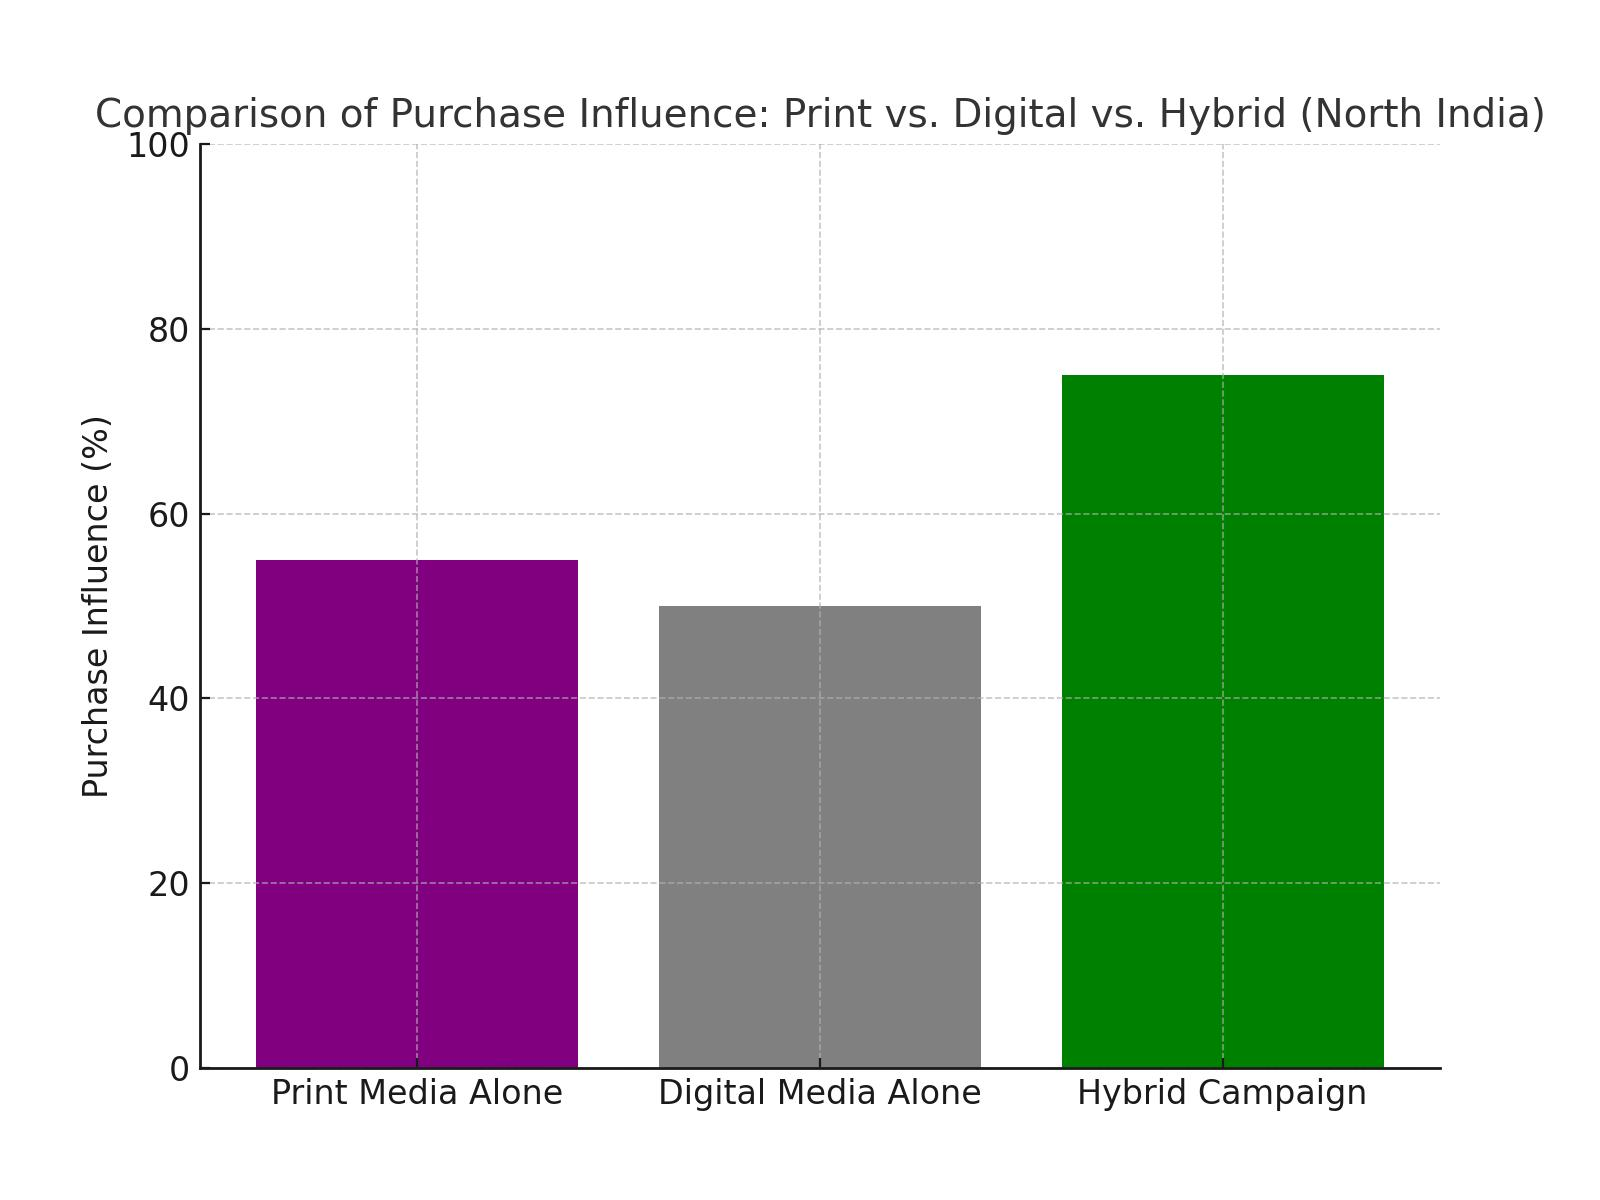 Comparison of Purchase Influence: Print vs. Digital vs. Hybrid (North India)
100
80
60
40
20
0
Purchase Influence (%)
Print Media Alone
Digital Media Alone
Hybrid Campaign